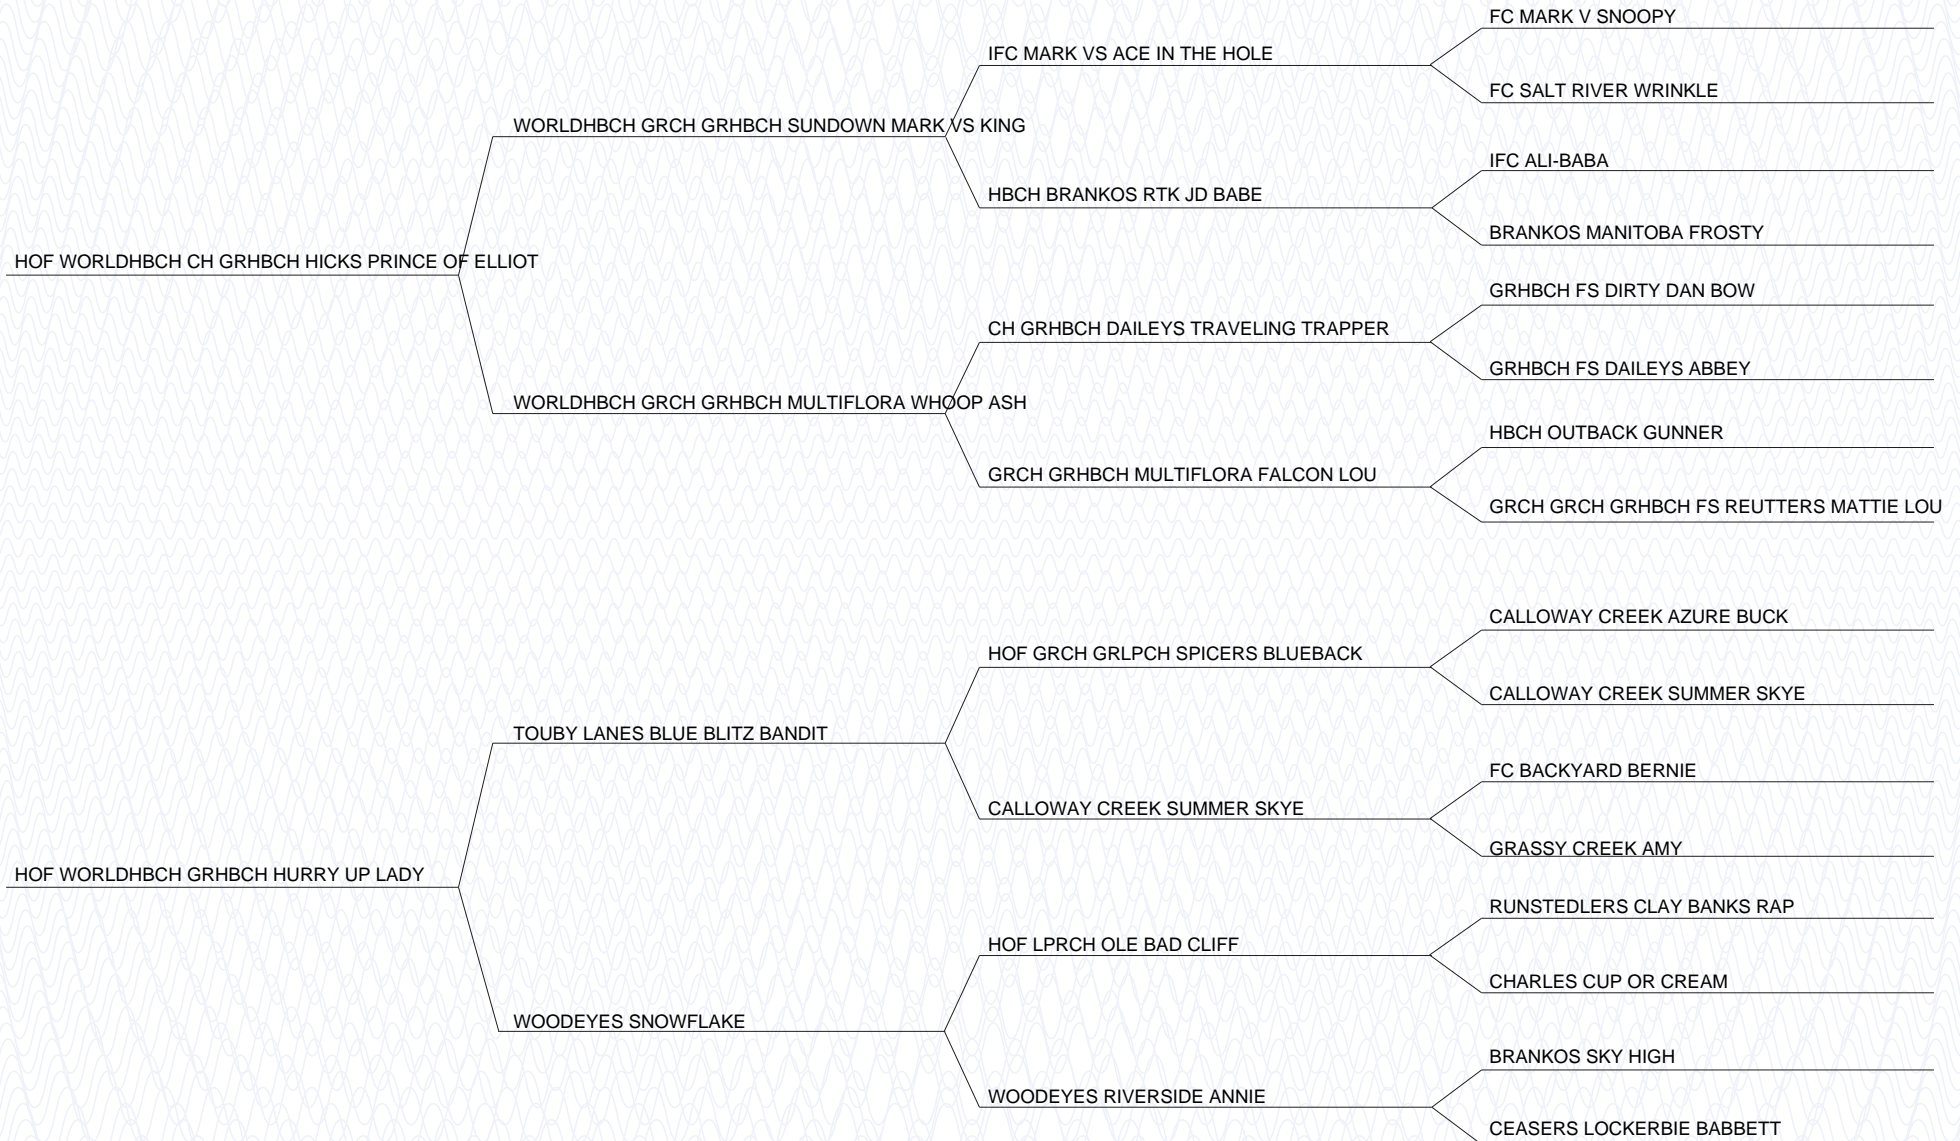 FC MARK V SNOOPY
IFC MARK VS ACE IN THE HOLE
FC SALT RIVER WRINKLE
WORLDHBCH GRCH GRHBCH SUNDOWN MARK VS KING
IFC ALI-BABA
HBCH BRANKOS RTK JD BABE
BRANKOS MANITOBA FROSTY
HOF WORLDHBCH CH GRHBCH HICKS PRINCE OF ELLIOT
GRHBCH FS DIRTY DAN BOW
CH GRHBCH DAILEYS TRAVELING TRAPPER
GRHBCH FS DAILEYS ABBEY
WORLDHBCH GRCH GRHBCH MULTIFLORA WHOOP ASH
HBCH OUTBACK GUNNER
GRCH GRHBCH MULTIFLORA FALCON LOU
GRCH GRCH GRHBCH FS REUTTERS MATTIE LOU
CALLOWAY CREEK AZURE BUCK
HOF GRCH GRLPCH SPICERS BLUEBACK
CALLOWAY CREEK SUMMER SKYE
TOUBY LANES BLUE BLITZ BANDIT
FC BACKYARD BERNIE
CALLOWAY CREEK SUMMER SKYE
GRASSY CREEK AMY
HOF WORLDHBCH GRHBCH HURRY UP LADY
RUNSTEDLERS CLAY BANKS RAP
HOF LPRCH OLE BAD CLIFF
CHARLES CUP OR CREAM
WOODEYES SNOWFLAKE
BRANKOS SKY HIGH
WOODEYES RIVERSIDE ANNIE
CEASERS LOCKERBIE BABBETT